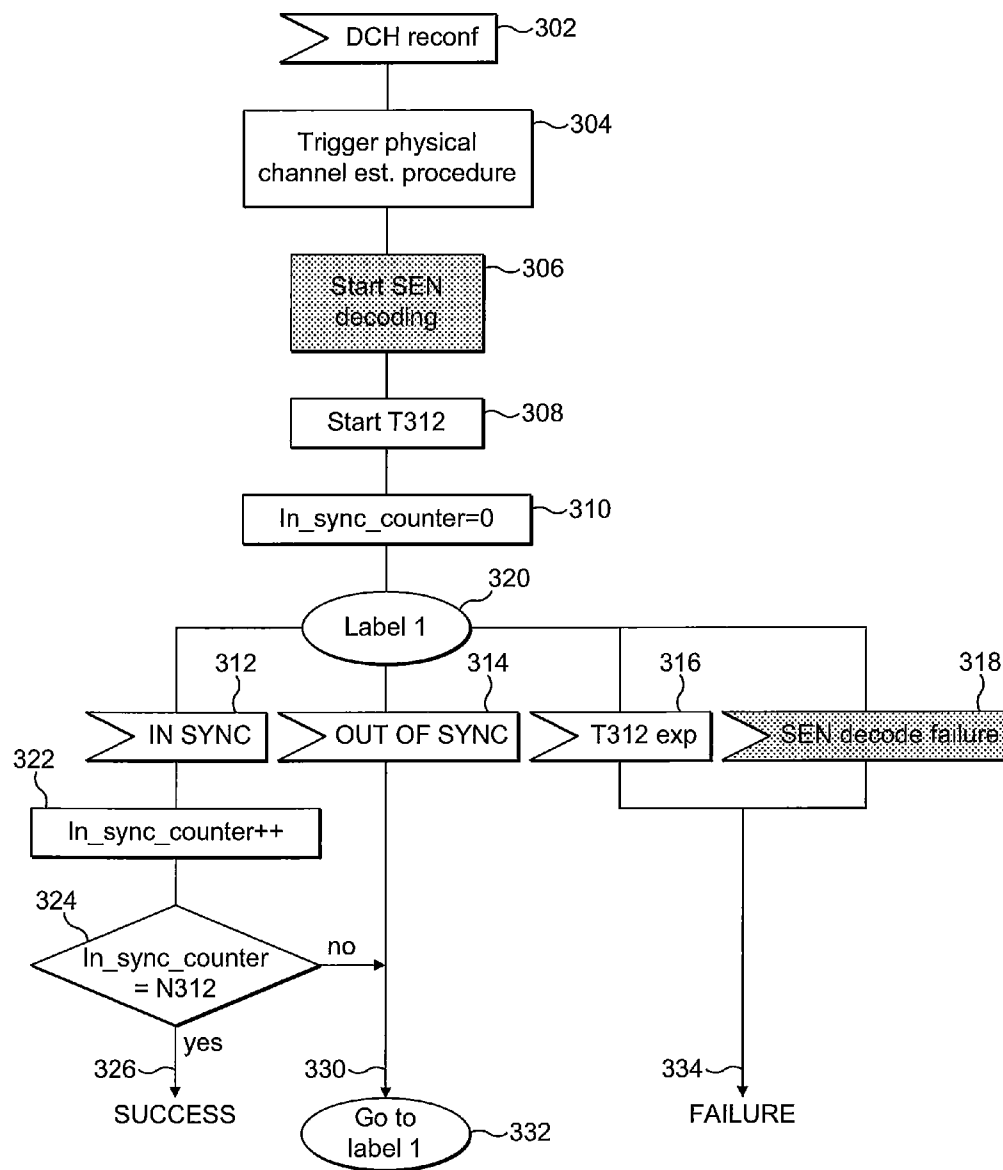 DCH reconf
302
Trigger physical
channel est. procedure
304
Start SEN
decoding
306
Start T312
308
In_sync_counter=0
310
Label 1
320
312
314
316
318
IN SYNC
OUT OF SYNC
T312 exp
SEN decode failure
322
In_sync_counter++
324
In_sync_counter
= N312
no
yes
326
330
334
SUCCESS
FAILURE
Go to
label 1
332